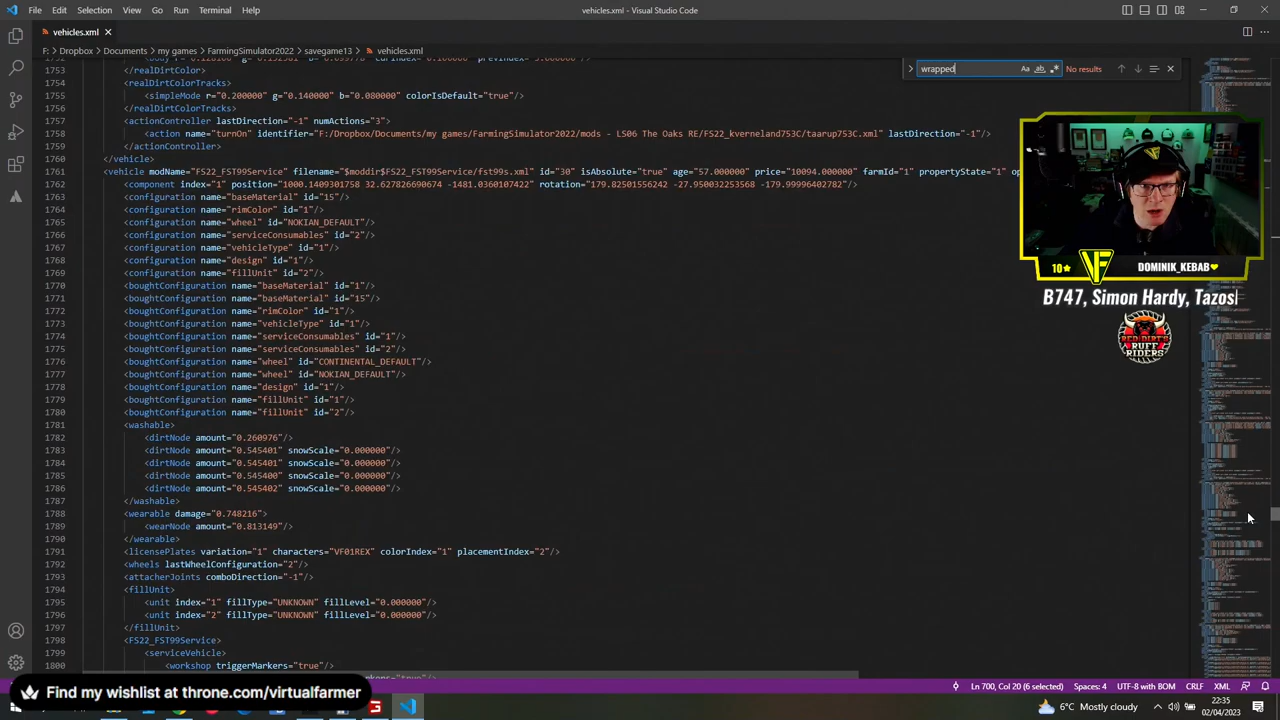 File Edit Selection View Go Run Terminal Help
vehicles.xml - Visual Studio Code
vehicles.xml
F: > Dropbox > Documents > my games > FarmingSimulator2022 > savegame13 > vehicles.xml
wrapped
Aa ab No results
1753 </realDirtColor>
1754 <realDirtColorTracks>
1755 <simpleMode r="0.200000" g="0.140000" b="0.080000" colorIsDefault="true"/>
1756 </realDirtColorTracks>
1757 <actionController lastDirection="-1" numActions="3">
1758 <action name="turnOn" identifier="F:/Dropbox/Documents/my games/FarmingSimulator2022/mods - LS06 The Oaks RE/FS22_kverneland753C/taarup753C.xml" lastDirection="-1"/>
1759 </actionController>
1760 </vehicle>
1761 <vehicle modName="FS22_FST99Service" filename="$moddir$FS22_FST99Service/fst99s.xml" id="30" isAbsolute="true" age="57.000000" price="10094.000000" farmId="1" propertyState="1" op
1762 <component index="1" position="1000.1409301758 32.627826690674 -1481.0360107422" rotation="179.82501556242 -27.950032253568 -179.99996402782"/>
1763 <configuration name="baseMaterial" id="15"/>
1764 <configuration name="rimColor" id="1"/>
1765 <configuration name="wheel" id="NOKIAN_DEFAULT"/>
1766 <configuration name="serviceConsumables" id="2"/>
1767 <configuration name="vehicleType" id="1"/>
1768 <configuration name="design" id="1"/>
1769 <configuration name="fillUnit" id="2"/>
1770 <boughtConfiguration name="baseMaterial" id="1"/>
1771 <boughtConfiguration name="baseMaterial" id="15"/>
1772 <boughtConfiguration name="rimColor" id="1"/>
1773 <boughtConfiguration name="vehicleType" id="1"/>
1774 <boughtConfiguration name="serviceConsumables" id="1"/>
1775 <boughtConfiguration name="serviceConsumables" id="2"/>
1776 <boughtConfiguration name="wheel" id="CONTINENTAL_DEFAULT"/>
1777 <boughtConfiguration name="wheel" id="NOKIAN_DEFAULT"/>
1778 <boughtConfiguration name="design" id="1"/>
1779 <boughtConfiguration name="fillUnit" id="1"/>
1780 <boughtConfiguration name="fillUnit" id="2"/>
1781 <washable>
1782 <dirtNode amount="0.260976"/>
1783 <dirtNode amount="0.545401" snowScale="0.000000"/>
1784 <dirtNode amount="0.545401" snowScale="0.000000"/>
1785 <dirtNode amount="0.545400" snowScale="0.000000"/>
1786 <dirtNode amount="0.545402" snowScale="0.000000"/>
1787 </washable>
1788 <wearable damage="0.748216">
1789 <wearNode amount="0.813149"/>
1790 </wearable>
1791 <licensePlates variation="1" characters="VF01REX" colorIndex="1" placementIndex="2"/>
1792 <wheels lastWheelConfiguration="2"/>
1793 <attacherJoints comboDirection="-1"/>
1794 <fillUnit>
1795 <unit index="1" fillType="UNKNOWN" fillLevel="0.000000"/>
1796 <unit index="2" fillType="UNKNOWN" fillLevel="0.000000"/>
1797 </fillUnit>
1798 <FS22_FST99Service>
1799 <serviceVehicle>
1800 <workshop triggerMarkers="true"/>
10★ VF DOMINIK_KEBAB
B747, Simon Hardy, Tazos
RED DIRT'S
RUFF
RIDERS
Find my wishlist at throne.com/virtualfarmer
Ln 700, Col 20 (6 selected) Spaces: 4 UTF-8 with BOM CRLF XML
6°C Mostly cloudy
22:35
02/04/2023